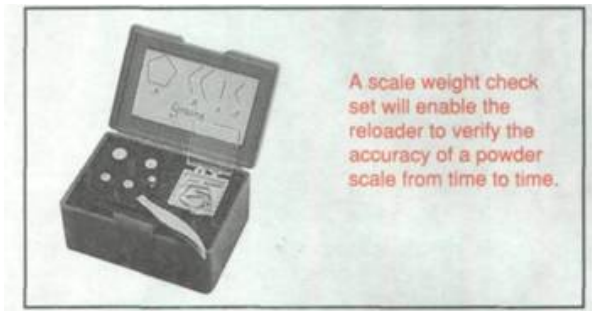 Grains
A scale weight check
set will enable the
reloader to verify the
accuracy of a powder
scale from time to time.